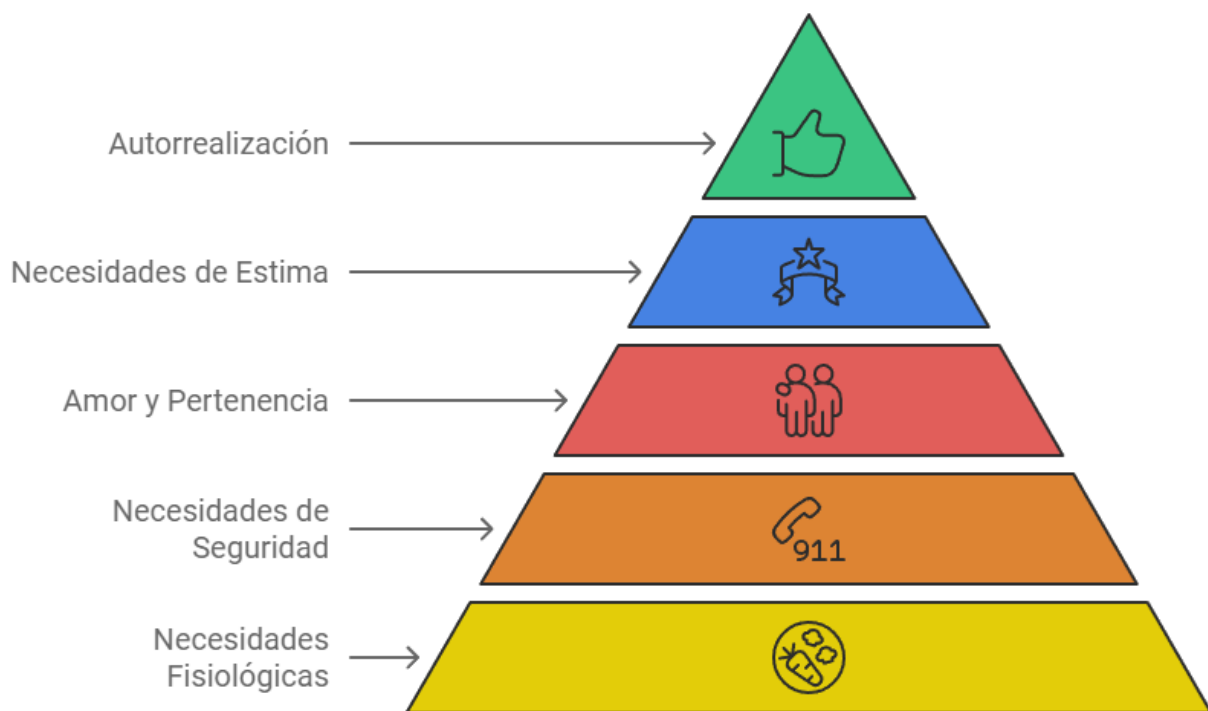 Autorrealización
Necesidades de Estima
Amor y Pertenencia
Necesidades de
Seguridad
911
Necesidades
Fisiológicas